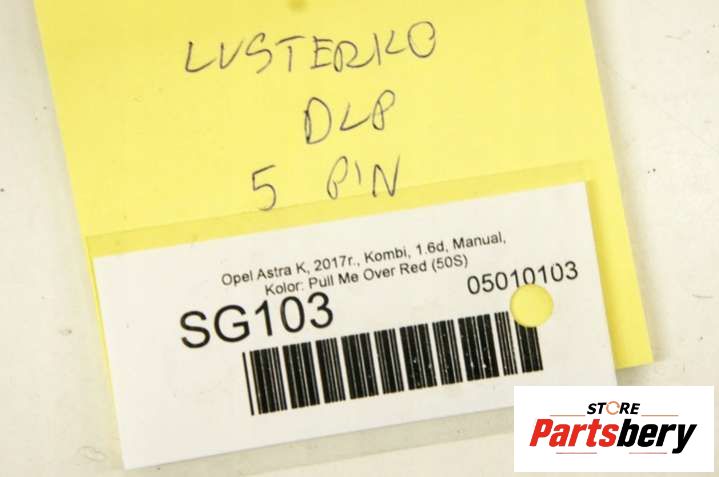 LUSTERKO
DLP
5 PIN
Opel Astra K, 2017r., Kombi, 1.6d, Manual,
Kolor: Pull Me Over Red (50S)
SG103
05010103
STORE
Partsbery